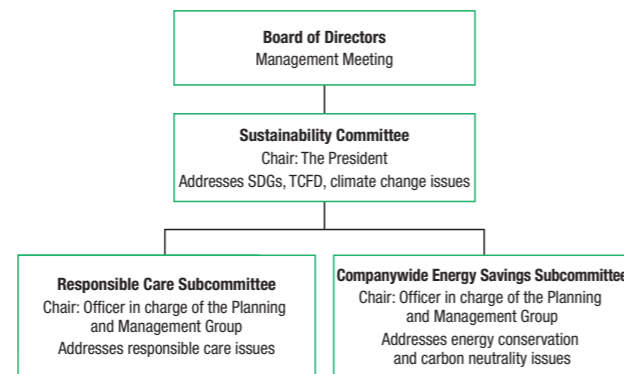 Board of Directors
Management Meeting
Sustainability Committee
Chair: The President
Addresses SDGs, TCFD, climate change issues
Responsible Care Subcommittee
Chair: Officer in charge of the Planning
and Management Group
Addresses responsible care issues
Companywide Energy Savings Subcommittee
Chair: Officer in charge of the Planning
and Management Group
Addresses energy conservation
and carbon neutrality issues